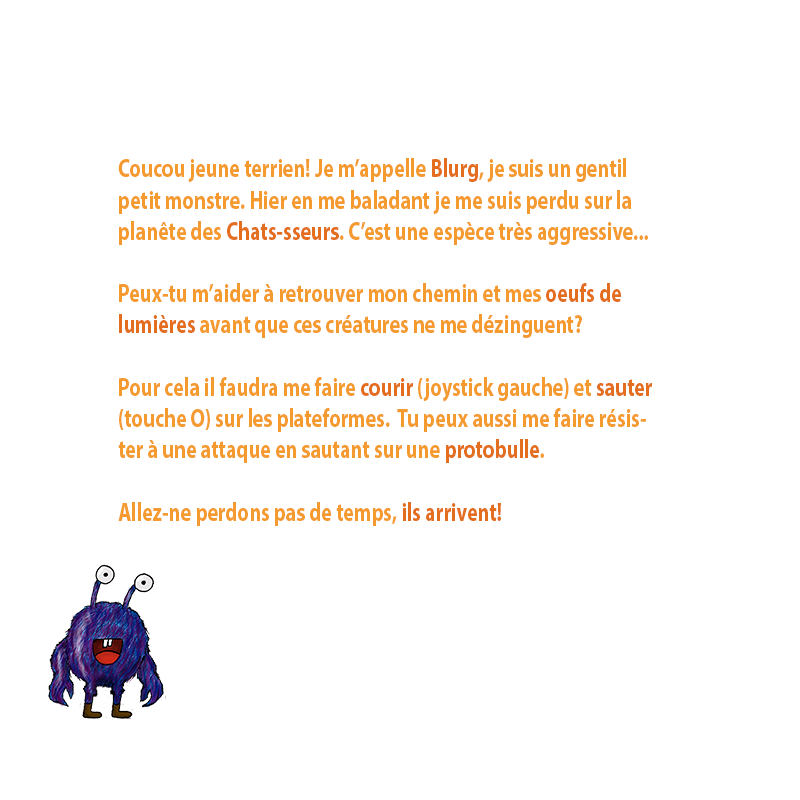 Coucou jeune terrien! Je m'appelle Blurg, je suis un gentil
petit monstre. Hier en me baladant je me suis perdu sur la
planête des Chats-sseurs. C'est une espèce très aggressive...
Peux-tu m'aider à retrouver mon chemin et mes oeufs de
lumières avant que ces créatures ne me dézinguent?
Pour cela il faudra me faire courir (joystick gauche) et sauter
(touche O) sur les plateformes. Tu peux aussi me faire résis-
ter à une attaque en sautant sur une protobulle.
Allez-ne perdons pas de temps, ils arrivent!